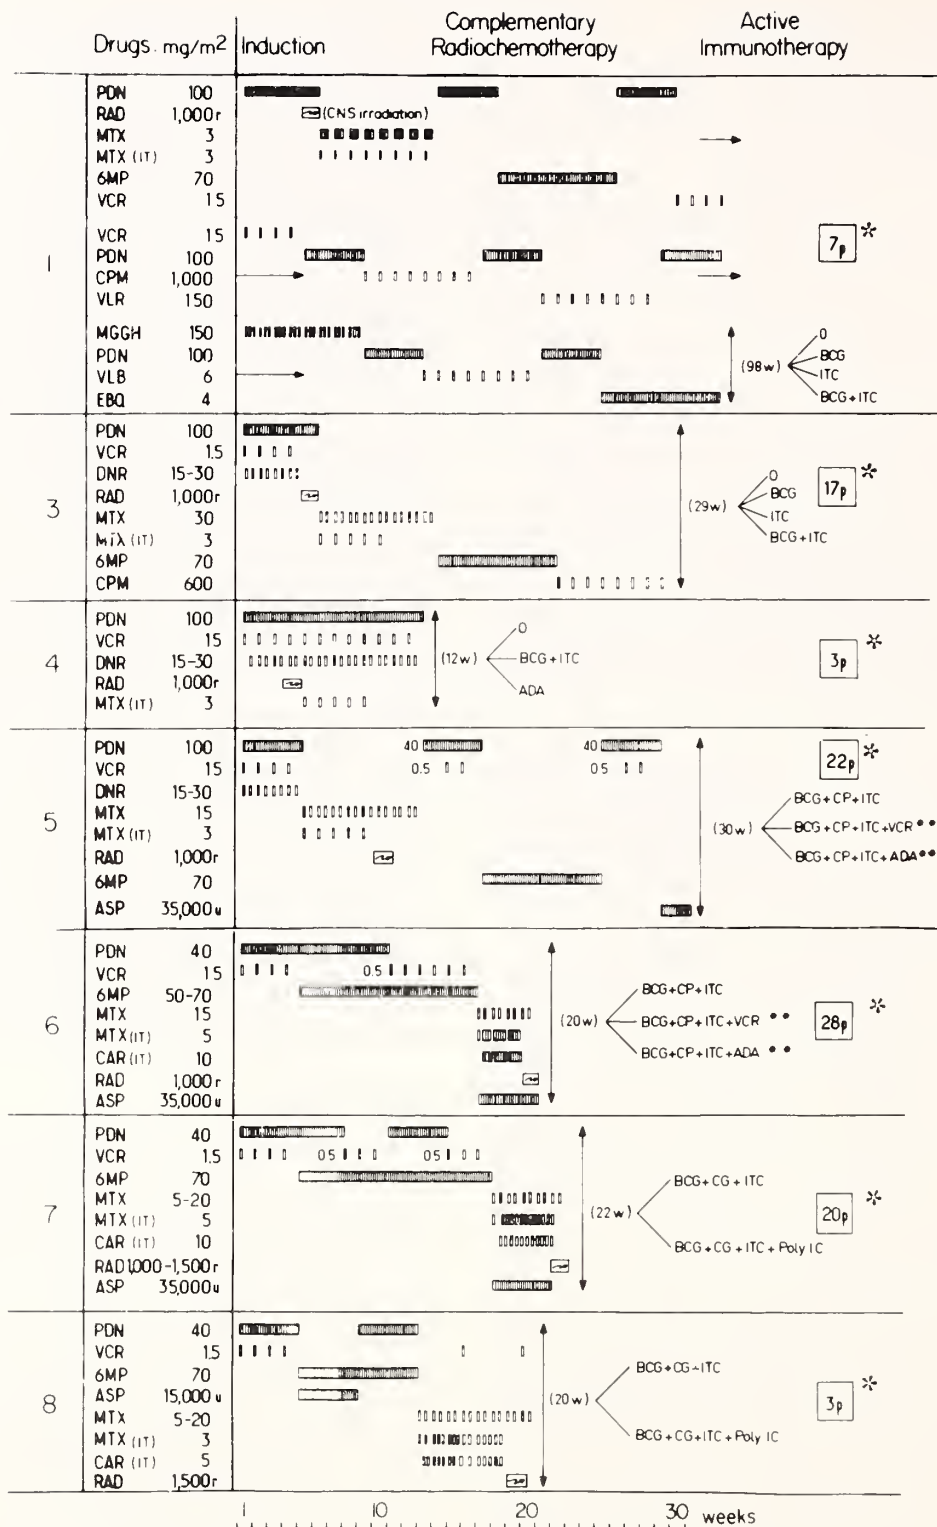 Complementary Active
Drugs. mg/m2 Induction Radiochemotherapy Immunotherapy
1
PDN 100
RAD 1,000 r (CNS irradiation)
MTX 3
MTX (IT) 3
6MP 70
VCR 15
VCR 15
PDN 100
CPM 1,000
VLR 150
7p *
MGGH 150
PDN 100
VLB 6
EBQ 4
(98w)
O
BCG
ITC
BCG+ITC
3
PDN 100
VCR 1.5
DNR 15-30
RAD 1,000r
MTX 30
MTX (IT) 3
6MP 70
CPM 600
(29w)
O
BCG
ITC
BCG+ITC
17p *
4
PDN 100
VCR 15
DNR 15-30
RAD 1,000r
MTX (IT) 3
(12w)
O
BCG+ITC
ADA
3p *
5
PDN 100 40 40
VCR 15 0.5 05
DNR 15-30
MTX 15
MTX (IT) 3
RAD 1,000r
6MP 70
ASP 35,000u
(30w)
22p *
BCG+CP+ITC
BCG+CP+ITC+VCR ••
BCG+CP+ITC+ADA ••
6
PDN 40
VCR 15 0.5
6MP 50-70
MTX 15
MTX (IT) 5
CAR (IT) 10
RAD 1,000r
ASP 35,000u
(20w)
BCG+CP+ITC
BCG+CP+ITC+VCR ••
BCG+CP+ITC+ADA ••
28p *
7
PDN 40
VCR 1.5 05 05
6MP 70
MTX 5-20
MTX (IT) 5
CAR (IT) 10
RAD 1,000-1,500r
ASP 35,000u
(22w)
BCG+CG+ITC
BCG+CG+ITC+Poly IC
20p *
8
PDN 40
VCR 1.5
6MP 70
ASP 15,000 u
MTX 5-20
MTX (IT) 3
CAR (IT) 5
RAD 1,500r
(20w)
BCG+CG-ITC
BCG+CG+ITC+Poly IC
3p *
1 10 20 30 weeks